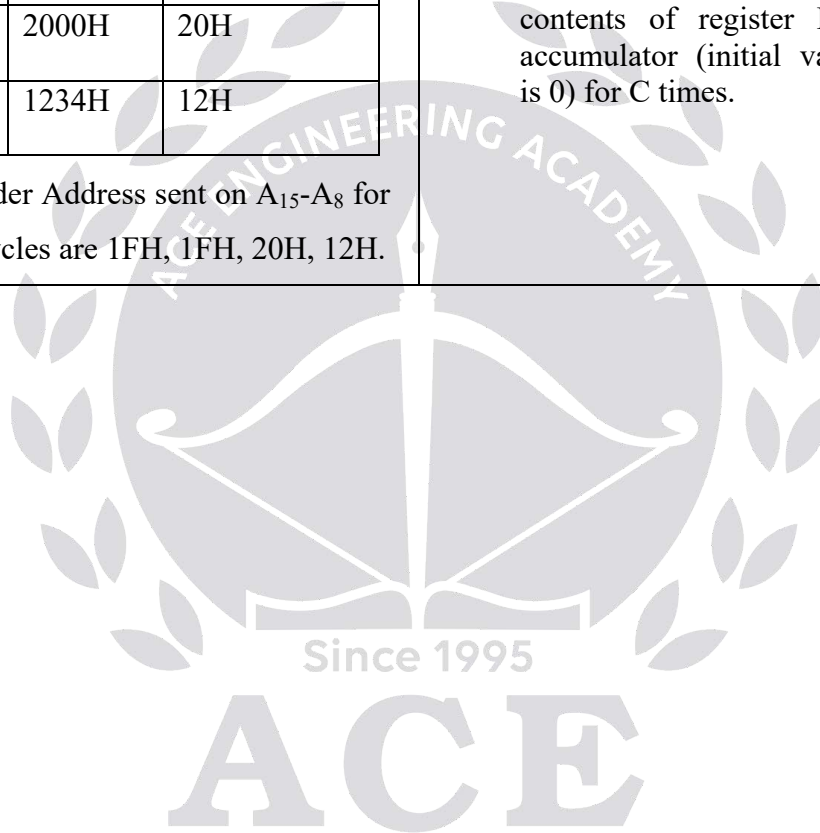 2000H 20H
1234H 12H
der Address sent on A15-A8 for
cles are 1FH, 1FH, 20H, 12H.
contents of register
accumulator (initial va
is 0) for C times.
ACE ENGINEERING ACADEMY
Since 1995
ACE